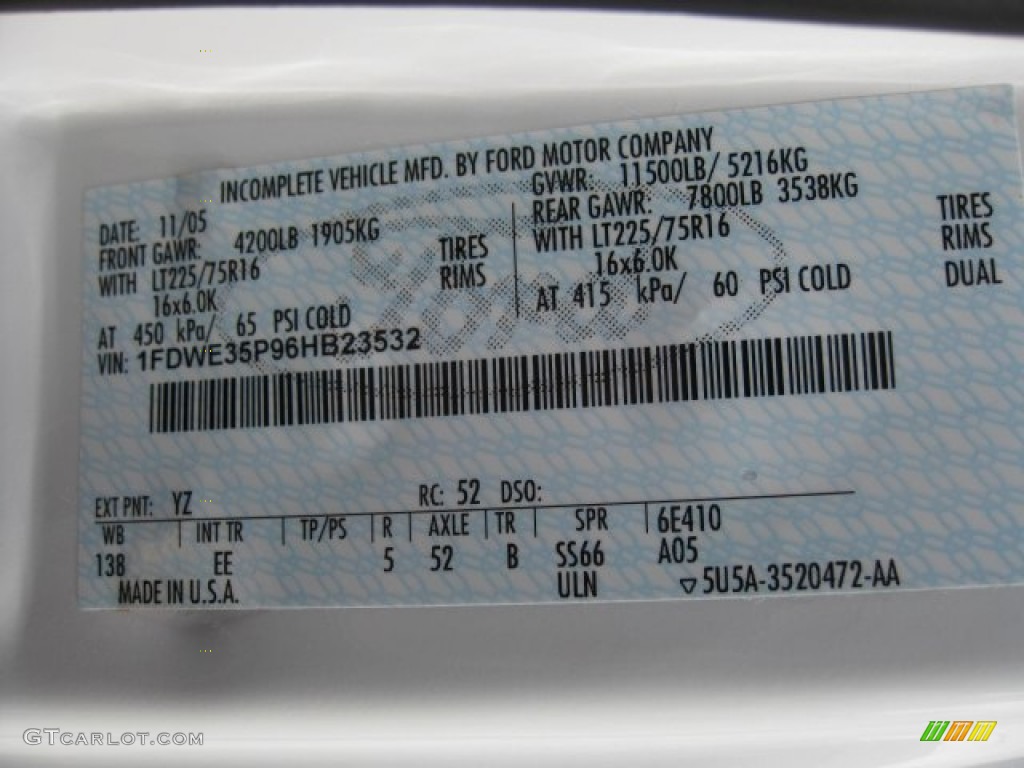 INCOMPLETE VEHICLE MFD. BY FORD MOTOR COMPANY
DATE: 11/05 GVWR: 11500LB/ 5216KG
FRONT GAWR: 4200LB 1905KG REAR GAWR: 7800LB 3538KG
WITH LT225/75R16 TIRES WITH LT225/75R16 TIRES
16x6.0K RIMS 16x6.0K RIMS
AT 450 kPa/ 65 PSI COLD AT 415 kPa/ 60 PSI COLD DUAL
VIN: 1FDWE35P96HB23532
Ford
EXT PNT: YZ RC: 52 DSO:
WB INT TR TP/PS R AXLE TR SPR 6E410
138 EE 5 52 B SS66 A05
MADE IN U.S.A. ULN ▽5U5A-3520472-AA
GTCARLOT.COM